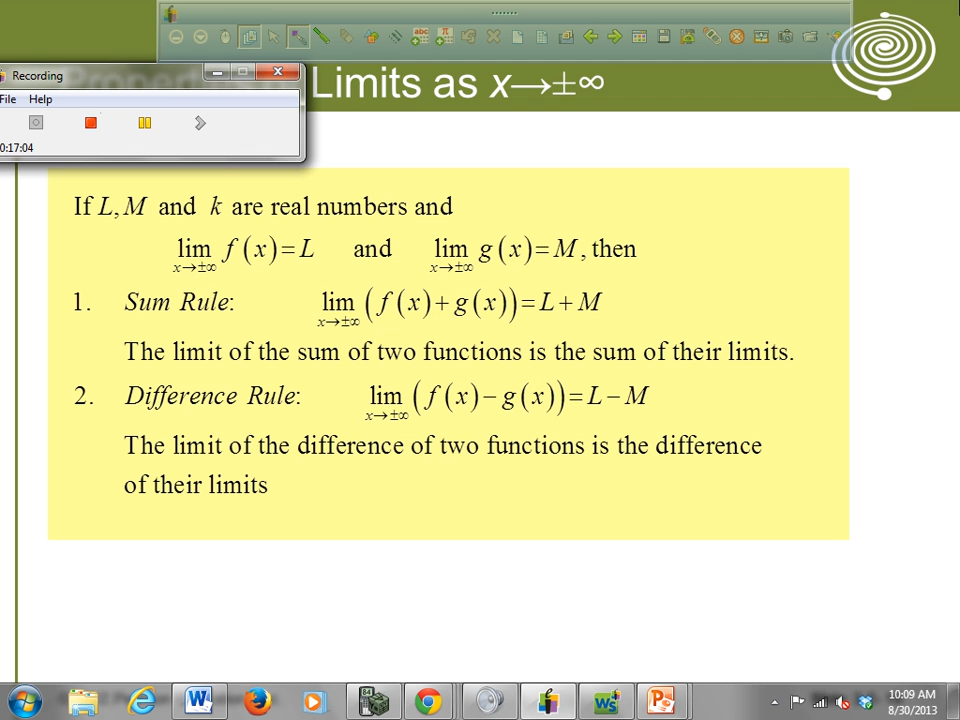 Limits as x→±∞
Recording
File Help
0:17:04
If L, M and k are real numbers and
lim x→±∞ f(x) = L and lim x→±∞ g(x) = M, then
1. Sum Rule: lim x→±∞ (f(x) + g(x)) = L + M
The limit of the sum of two functions is the sum of their limits.
2. Difference Rule: lim x→±∞ (f(x) − g(x)) = L − M
The limit of the difference of two functions is the difference
of their limits
10:09 AM
8/30/2013